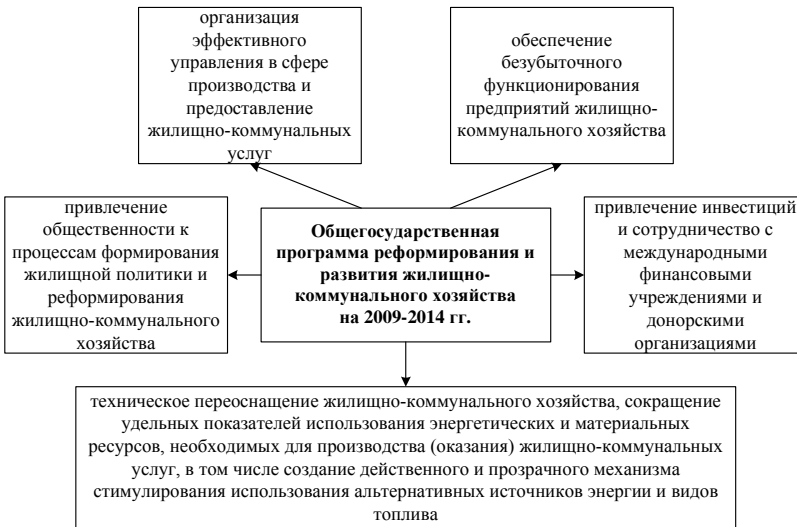 организация
эффективного
управления в сфере
производства и
предоставление
жилищно-коммунальных
услуг
обеспечение
безубыточного
функционирования
предприятий жилищно-
коммунального хозяйства
привлечение
общественности к
процессам формирования
жилищной политики и
реформирования
жилищно-коммунального
хозяйства
Общегосударственная
программа реформирования и
развития жилищно-
коммунального хозяйства
на 2009-2014 гг.
привлечение инвестиций
и сотрудничество с
международными
финансовыми
учреждениями и
донорскими
организациями
техническое переоснащение жилищно-коммунального хозяйства, сокращение
удельных показателей использования энергетических и материальных
ресурсов, необходимых для производства (оказания) жилищно-коммунальных
услуг, в том числе создание действенного и прозрачного механизма
стимулирования использования альтернативных источников энергии и видов
топлива